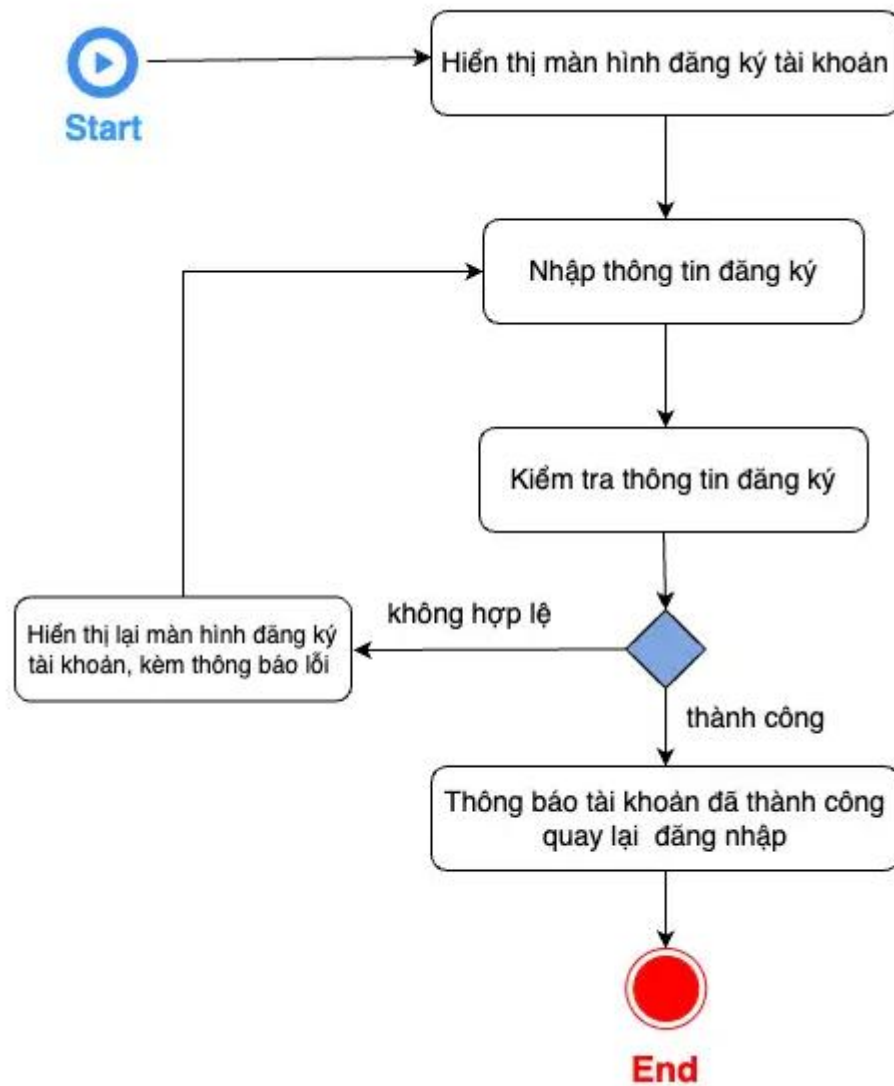 Start
Hiển thị màn hình đăng ký tài khoản
Nhập thông tin đăng ký
Kiểm tra thông tin đăng ký
không hợp lệ
Hiển thị lại màn hình đăng ký
tài khoản, kèm thông báo lỗi
thành công
Thông báo tài khoản đã thành công
quay lại đăng nhập
End